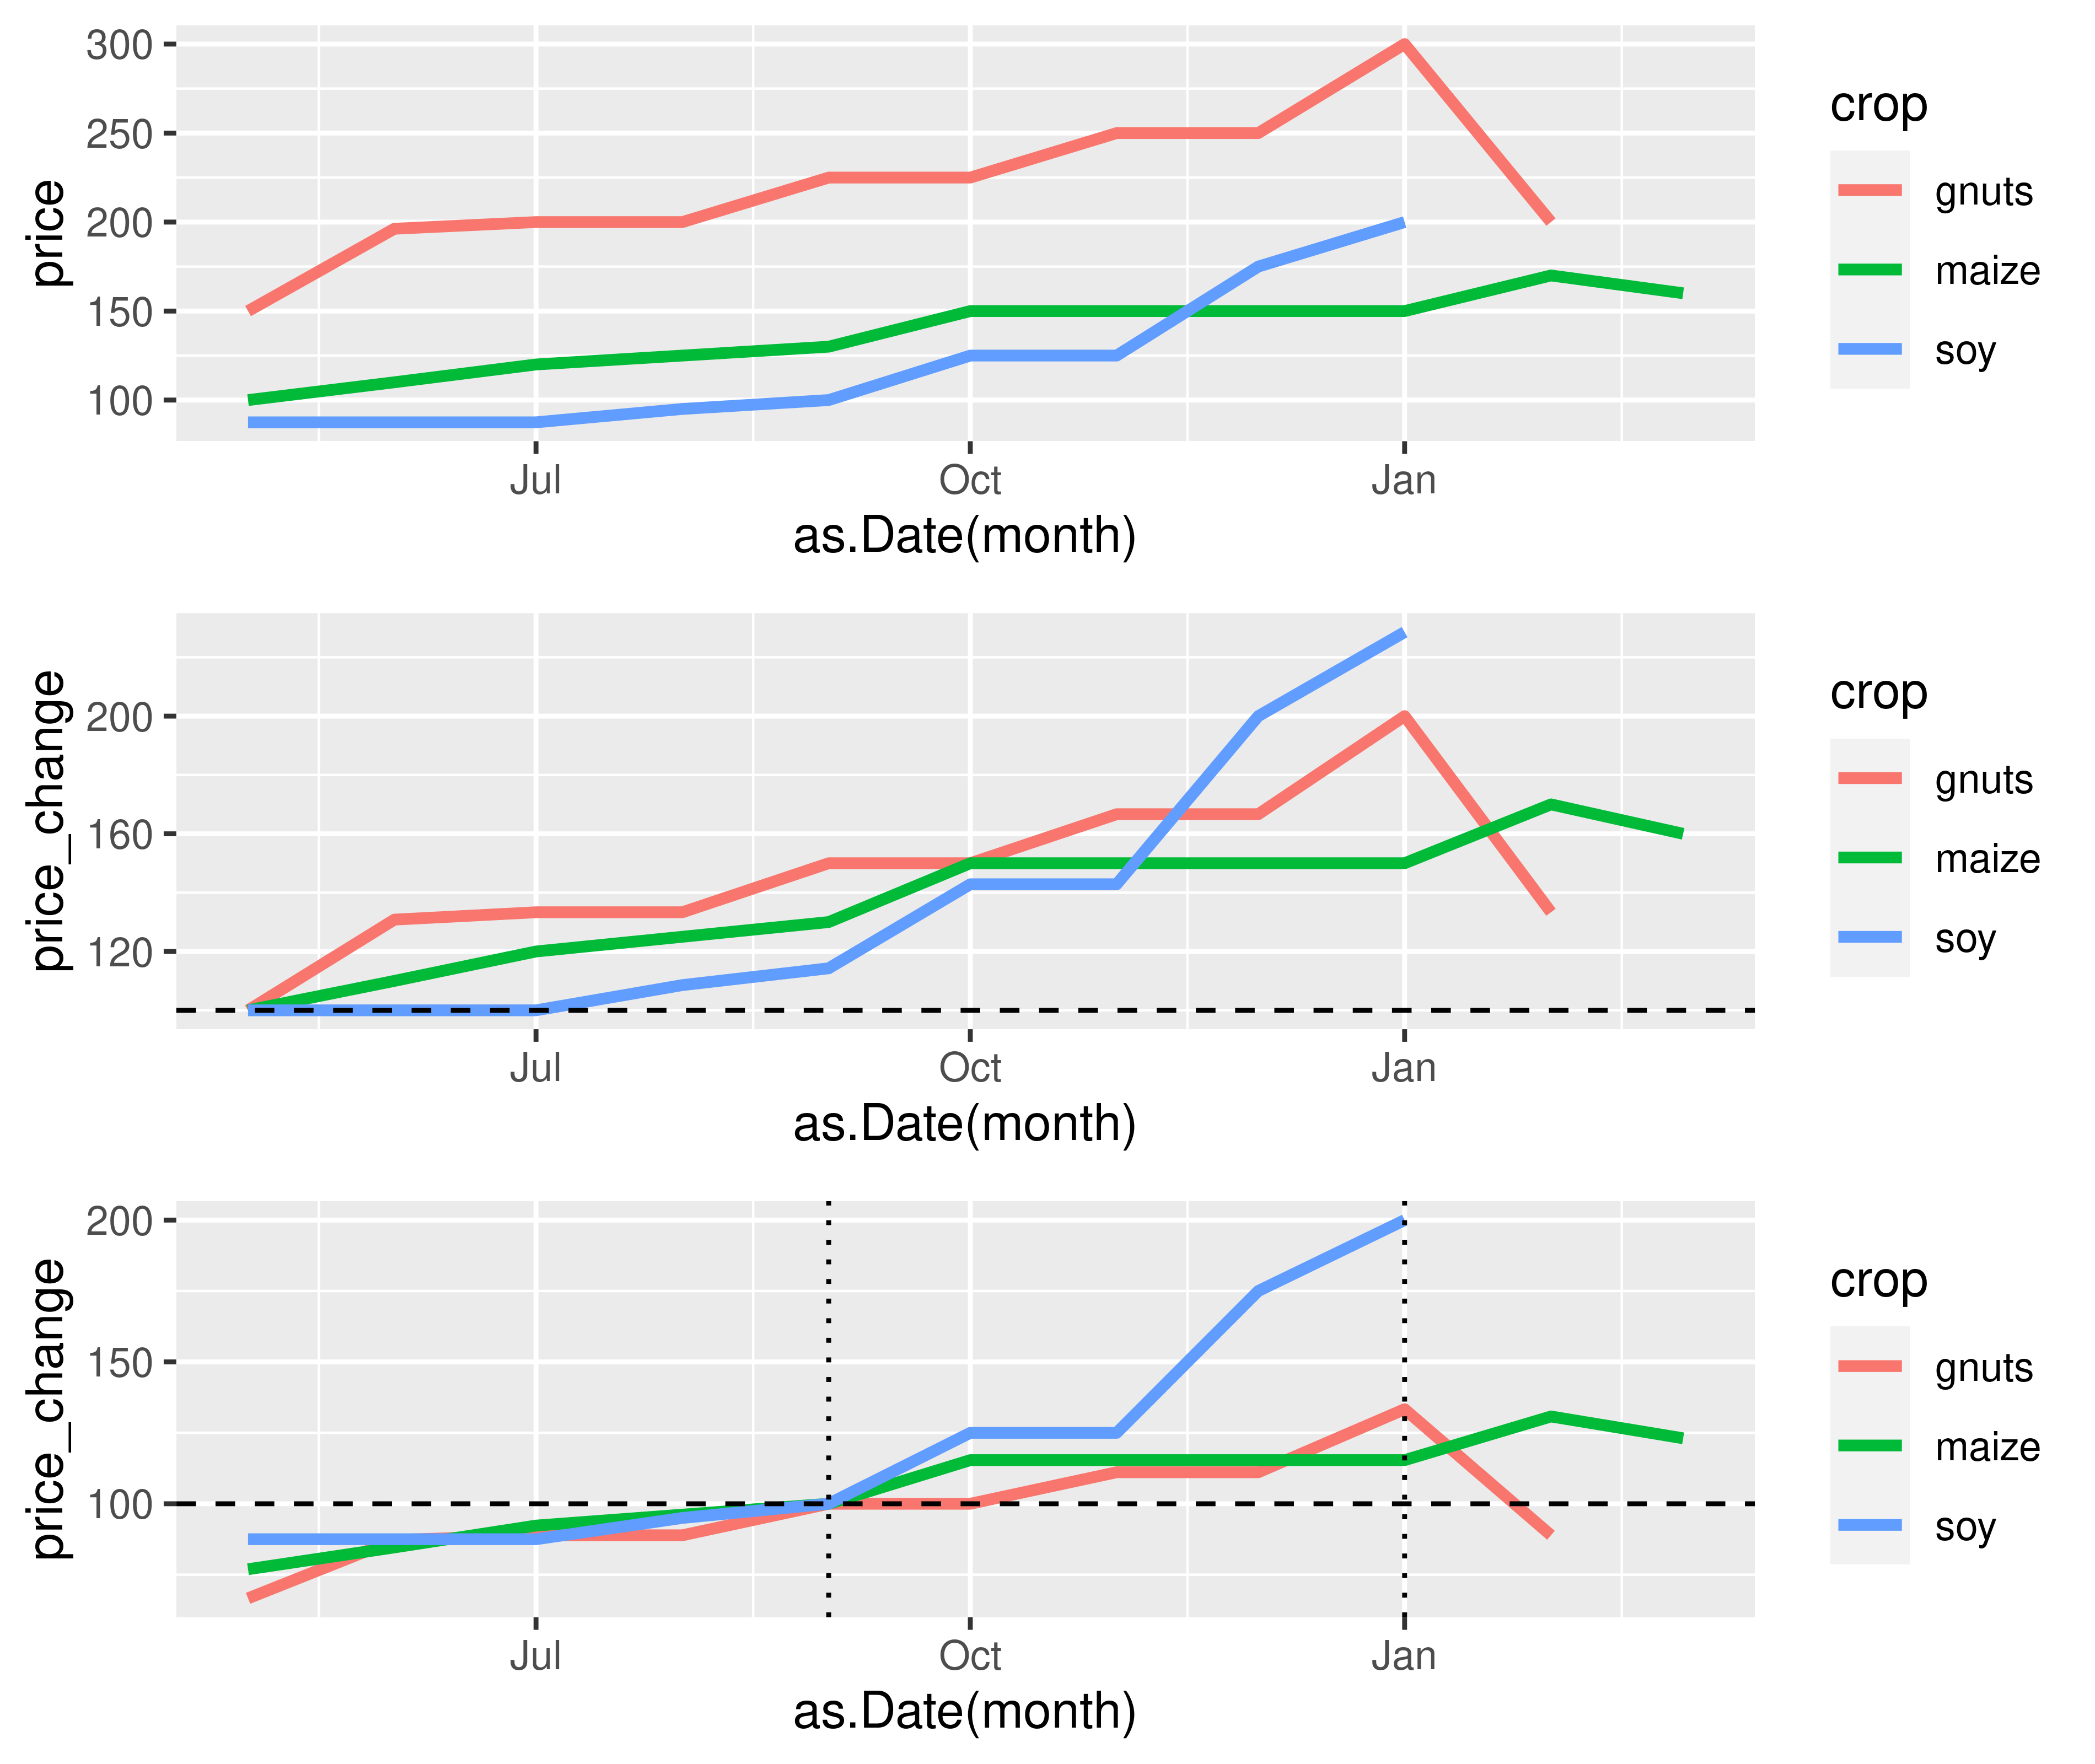 price
300
250
200
150
100
Jul Oct Jan
as.Date(month)
crop
gnuts
maize
soy
price_change
200
160
120
Jul Oct Jan
as.Date(month)
crop
gnuts
maize
soy
price_change
200
150
100
Jul Oct Jan
as.Date(month)
crop
gnuts
maize
soy